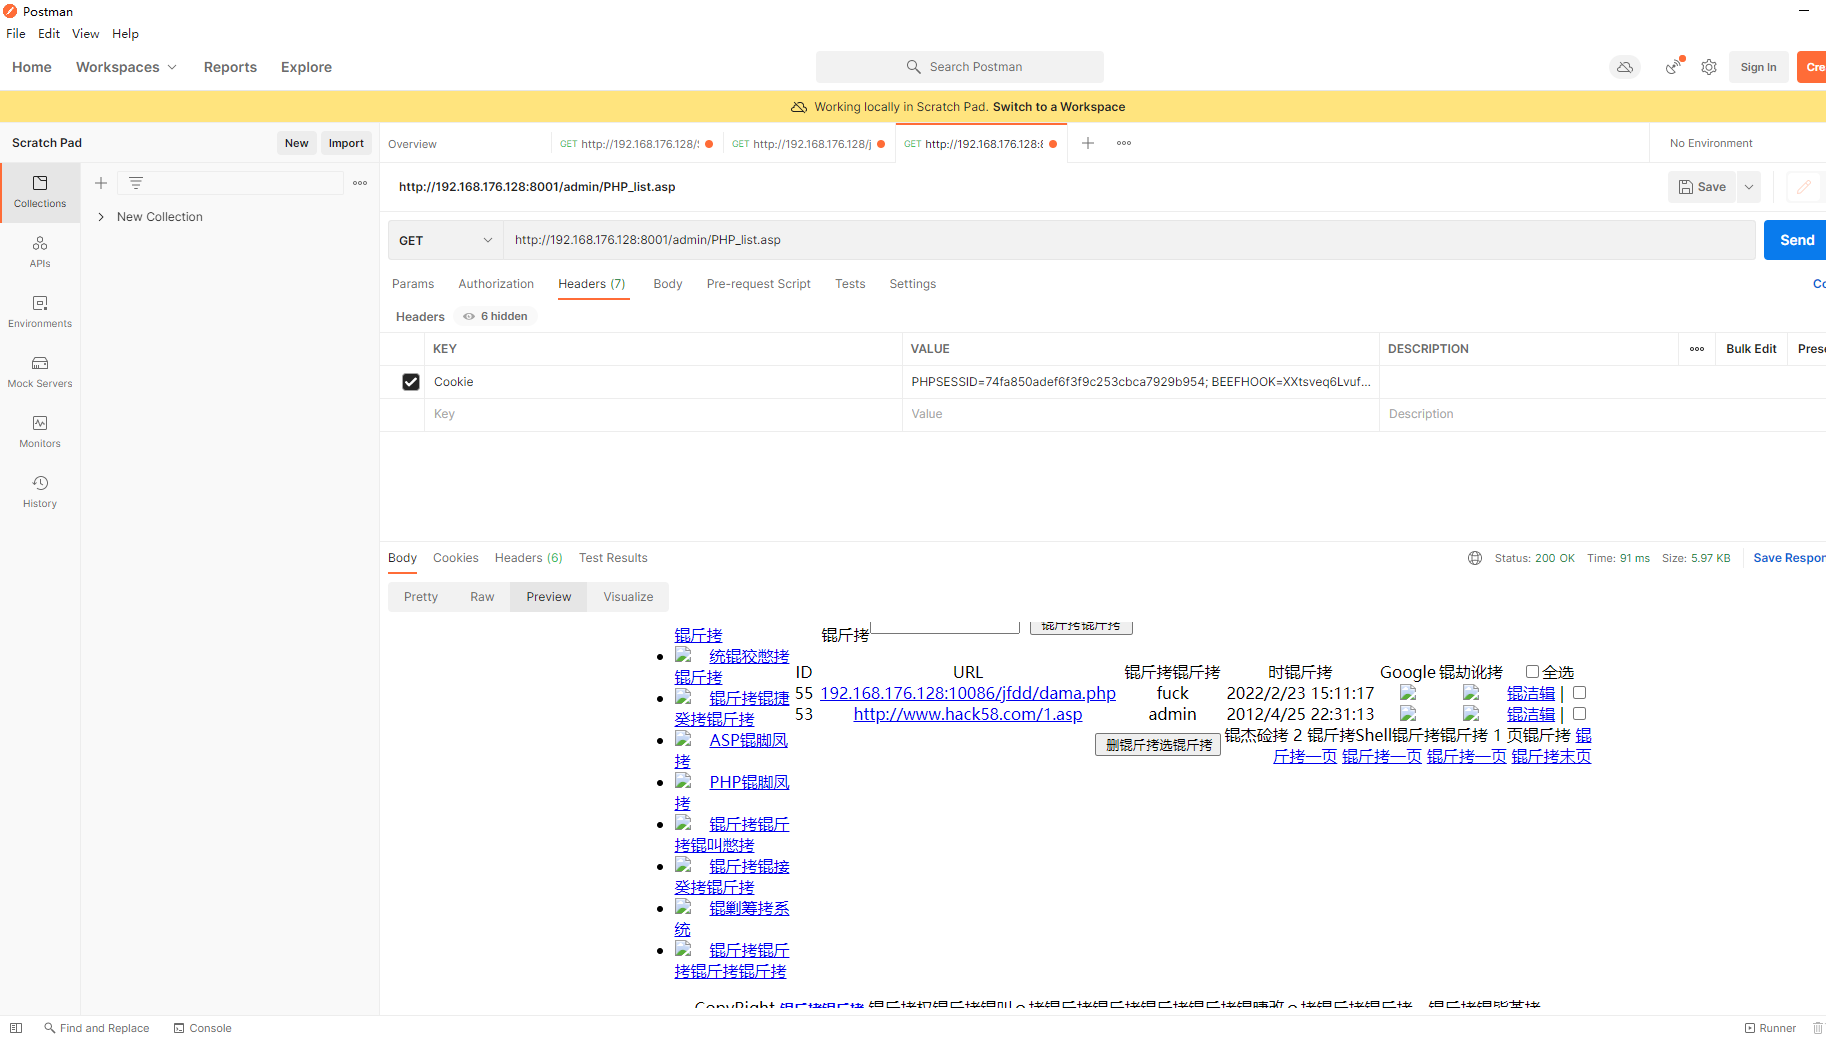 Postman
File Edit View Help
Home Workspaces Reports Explore Search Postman Sign In Cre
Working locally in Scratch Pad. Switch to a Workspace
Scratch Pad New Import Overview GET http://192.168.176.128/ GET http://192.168.176.128/j GET http://192.168.176.128:8 No Environment
http://192.168.176.128:8001/admin/PHP_list.asp Save
Collections
New Collection
GET http://192.168.176.128:8001/admin/PHP_list.asp Send
APIs
Params Authorization Headers (7) Body Pre-request Script Tests Settings Co
Headers 6 hidden
Environments
KEY VALUE DESCRIPTION Bulk Edit Prese
Cookie PHPSESSID=74fa850adef6f3f9c253cbca7929b954; BEEFHOOK=XXtsveq6Lvuf...
Mock Servers
Key Value Description
Monitors
History
Body Cookies Headers (6) Test Results Status: 200 OK Time: 91 ms Size: 5.97 KB Save Respon
Pretty Raw Preview Visualize
锟斤拷 锟斤拷 锟斤拷锟斤拷
统锟狡憋拷
锟斤拷
ID URL 锟斤拷锟斤拷 时锟斤拷 Google 锟劫讹拷 全选
锟斤拷锟捷 55 192.168.176.128:10086/jfdd/dama.php fuck 2022/2/23 15:11:17 锟洁辑 |
癸拷锟斤拷 53 http://www.hack58.com/1.asp admin 2012/4/25 22:31:13 锟洁辑 |
ASP锟脚凤
拷
删锟斤拷选锟斤拷 锟杰硷拷 2 锟斤拷Shell锟斤拷锟斤拷 1 页锟斤拷 锟
斤拷一页 锟斤拷一页 锟斤拷一页 锟斤拷末页
PHP锟脚凤
拷
锟斤拷锟斤
拷锟叫憋拷
锟斤拷锟接
癸拷锟斤拷
锟剿筹拷系
统
锟斤拷锟斤
拷锟斤拷锟斤拷
CopyRight
Find and Replace Console Runner